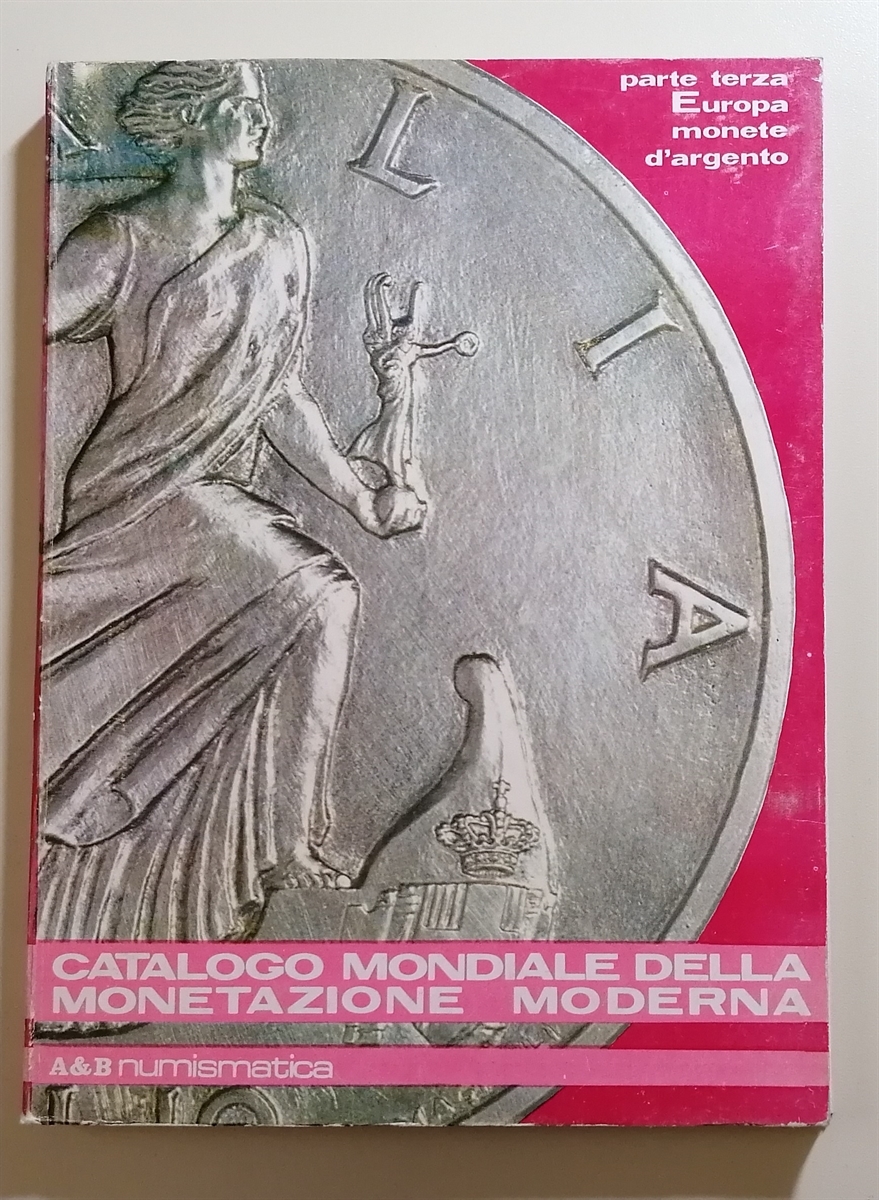 parte terza
Europa
monete
d'argento
L
I
A
CATALOGO MONDIALE DELLA
MONETAZIONE MODERNA
A&B numismatica